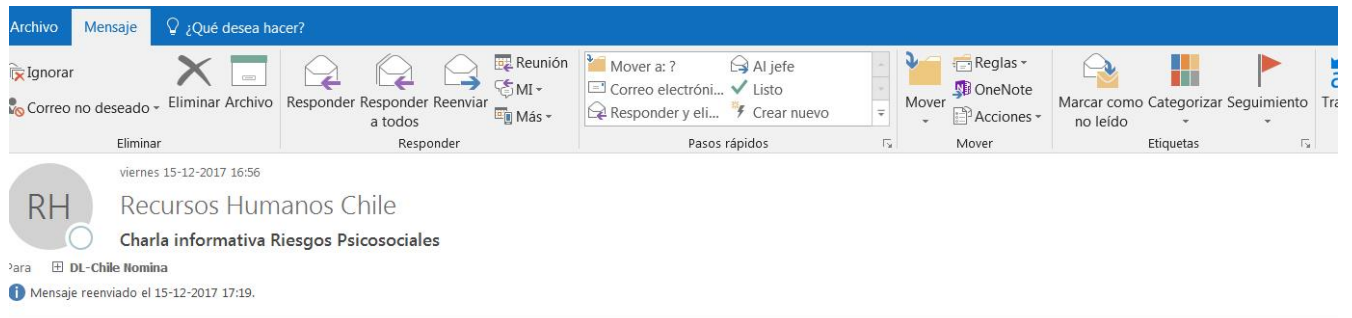 Archivo Mensaje ¿Qué desea hacer?
Ignorar
Correo no deseado
Eliminar Archivo
Eliminar
Responder Responder a todos Reenviar
Reunión
MI
Más
Responder
Mover a: ? Al jefe
Correo electróni... Listo
Responder y eli... Crear nuevo
Pasos rápidos
Mover
Reglas
OneNote
Acciones
Mover
Marcar como no leído Categorizar Seguimiento
Etiquetas
viernes 15-12-2017 16:56
RH
Recursos Humanos Chile
Charla informativa Riesgos Psicosociales
Para DL-Chile Nomina
Mensaje reenviado el 15-12-2017 17:19.